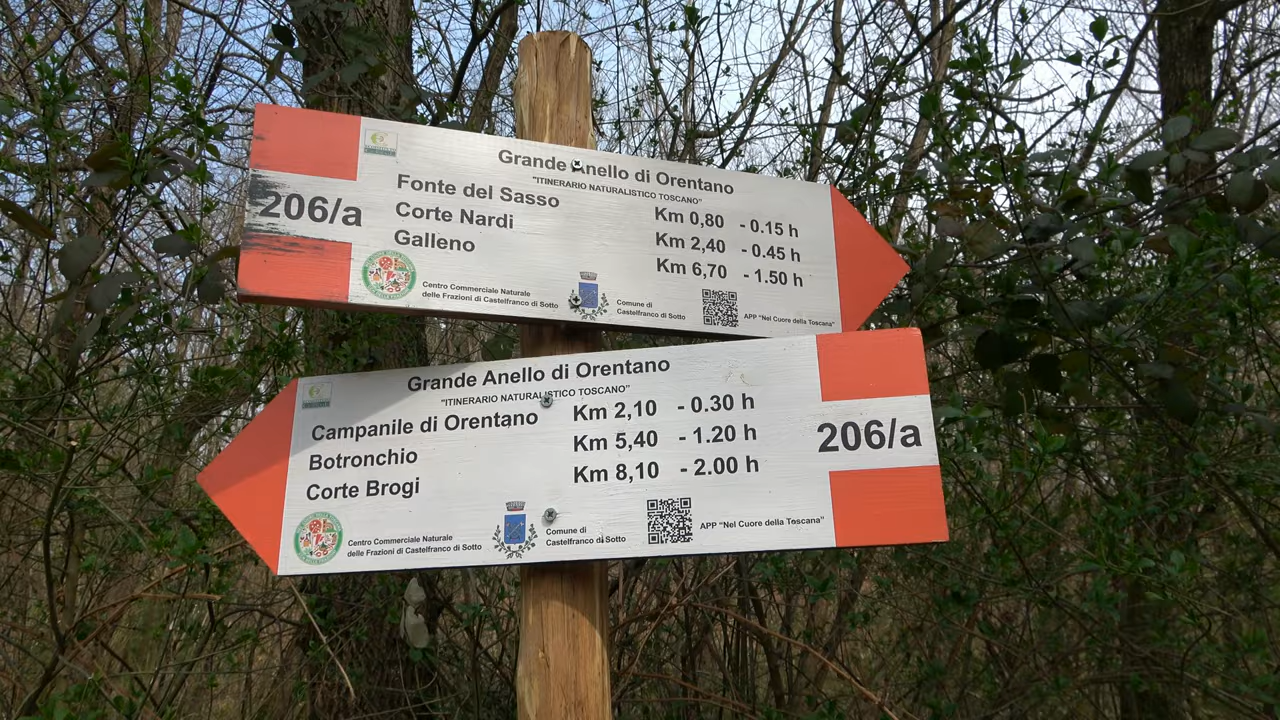 Grande Anello di Orentano
"ITINERARIO NATURALISTICO TOSCANO"
206/a
Fonte del Sasso Km 0,80 - 0.15 h
Corte Nardi Km 2,40 - 0.45 h
Galleno Km 6,70 - 1.50 h
Centro Commerciale Naturale
delle Frazioni di Castelfranco di Sotto
Comune di
Castelfranco di Sotto
APP "Nel Cuore della Toscana"
Grande Anello di Orentano
"ITINERARIO NATURALISTICO TOSCANO"
Campanile di Orentano Km 2,10 - 0.30 h
Botronchio Km 5,40 - 1.20 h
Corte Brogi Km 8,10 - 2.00 h
206/a
Centro Commerciale Naturale
delle Frazioni di Castelfranco di Sotto
Comune di
Castelfranco di Sotto
APP "Nel Cuore della Toscana"